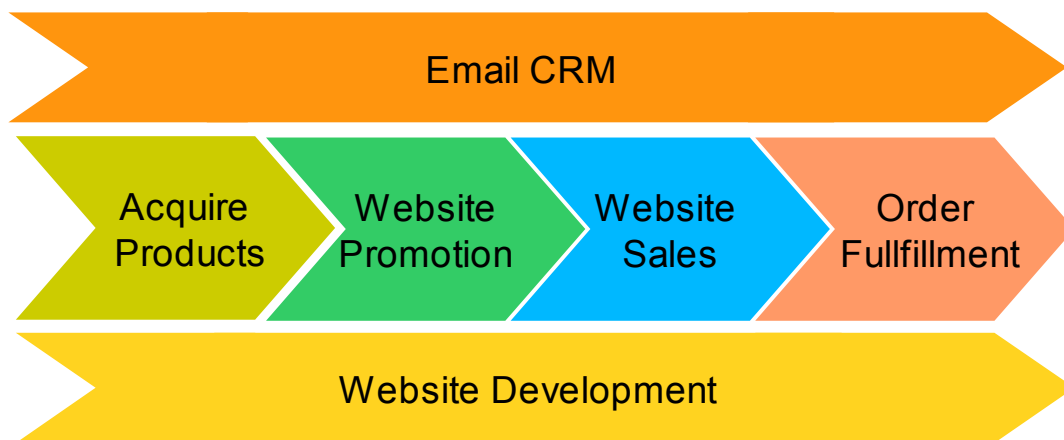 Email CRM
Acquire
Products
Website
Promotion
Website
Sales
Order
Fullfillment
Website Development